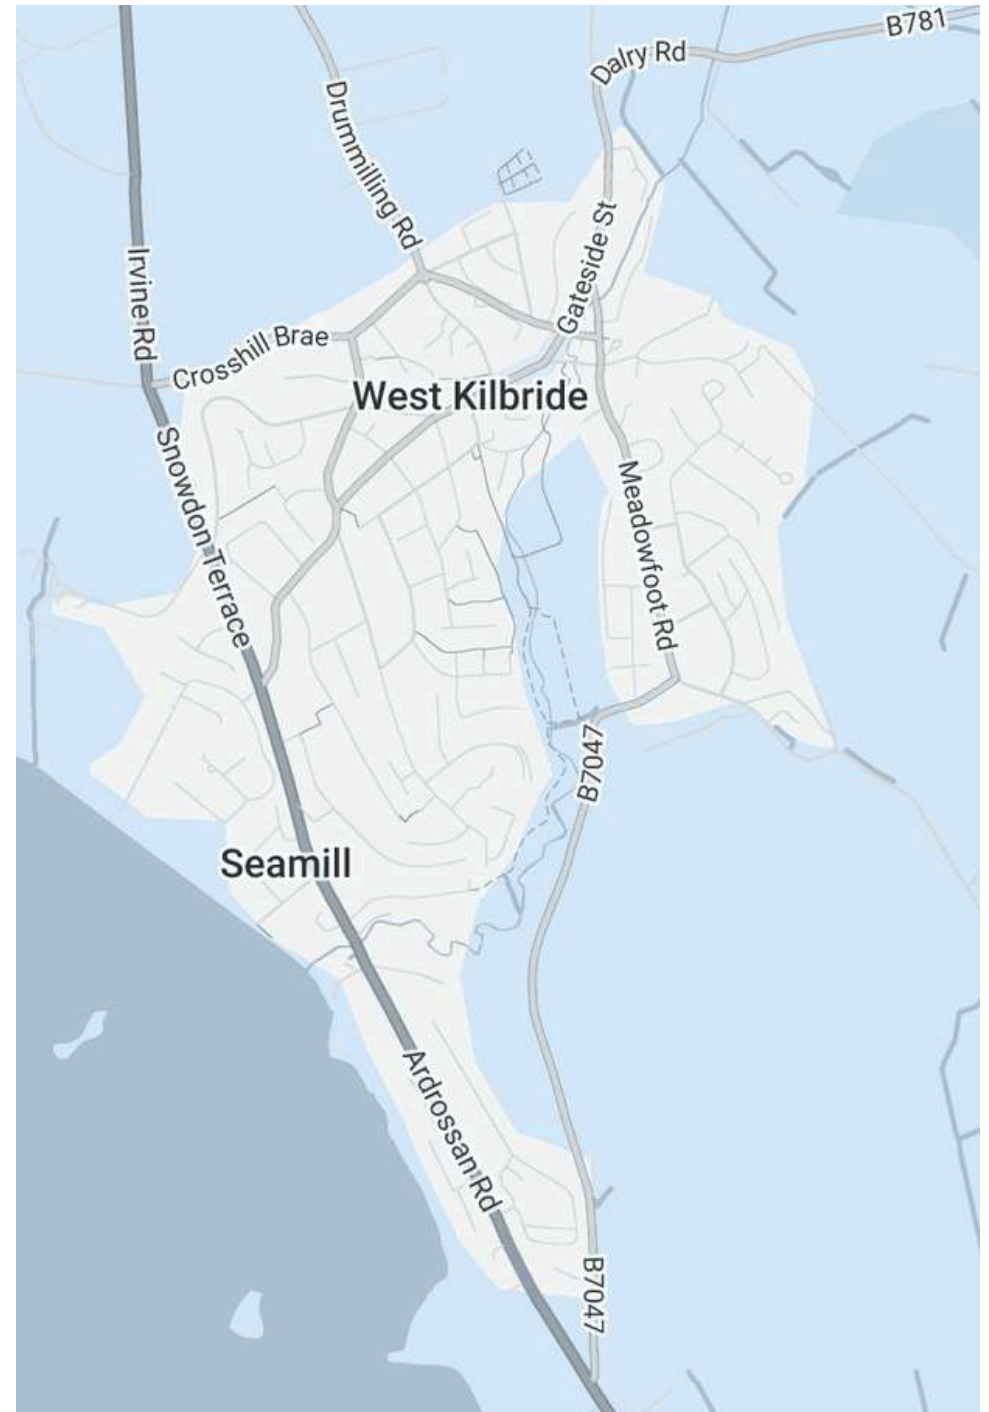 B781
Dalry Rd
Drummilling Rd
Gateside St
Irvine Rd
Crosshill Brae
West Kilbride
Snowdon Terrace
Meadowfoot Rd
B7047
Seamill
Ardrossan Rd
B7047